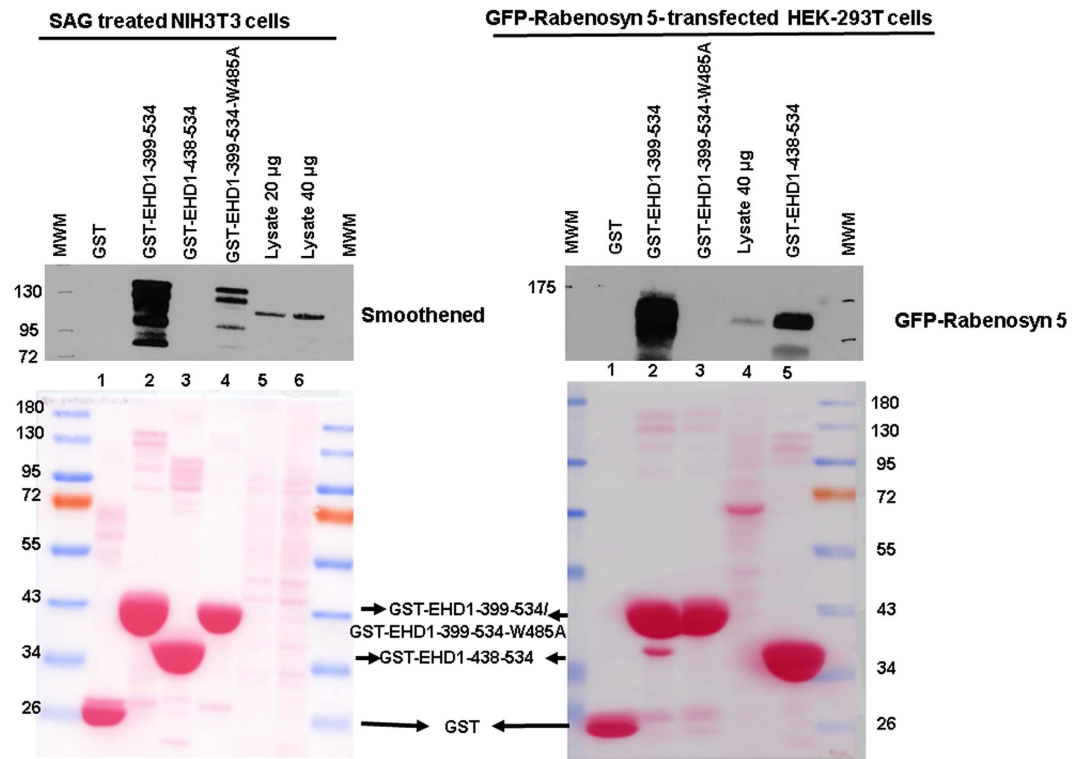 SAG treated NIH3T3 cells
GFP-Rabenosyn 5-transfected HEK-293T cells
MWM
GST
GST-EHD1-399-534
GST-EHD1-438-534
GST-EHD1-399-534-W485A
Lysate 20 µg
Lysate 40 µg
MWM
MWM
GST
GST-EHD1-399-534
GST-EHD1-399-534-W485A
Lysate 40 µg
GST-EHD1-438-534
MWM
130
95
72
Smoothened
175
GFP-Rabenosyn 5
1 2 3 4 5 6
1 2 3 4 5
180
130
95
72
55
43
34
26
GST-EHD1-399-534/
GST-EHD1-399-534-W485A
GST-EHD1-438-534
GST
180
130
95
72
55
43
34
26